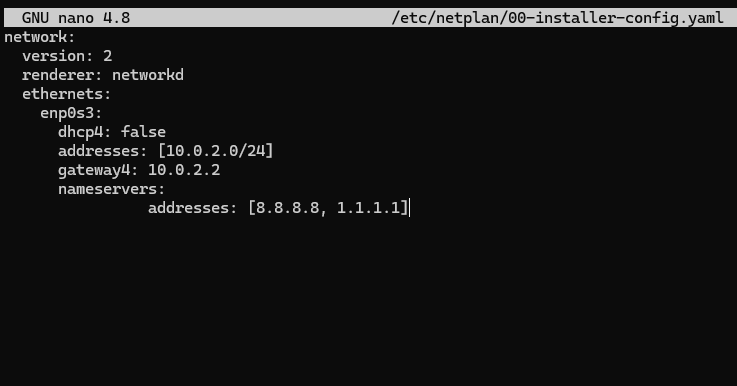 GNU nano 4.8 /etc/netplan/00-installer-config.yaml
network:
  version: 2
  renderer: networkd
  ethernets:
    enp0s3:
      dhcp4: false
      addresses: [10.0.2.0/24]
      gateway4: 10.0.2.2
      nameservers:
                addresses: [8.8.8.8, 1.1.1.1]